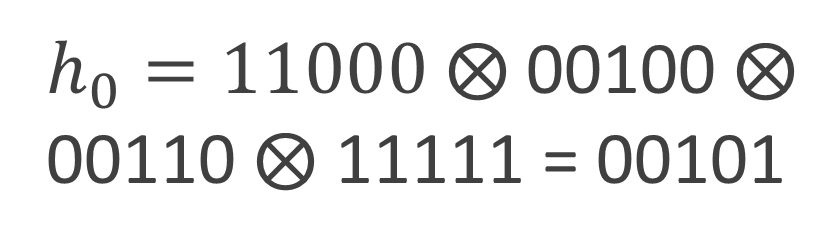 h₀ = 11000 ⊗ 00100 ⊗
00110 ⊗ 11111 = 00101